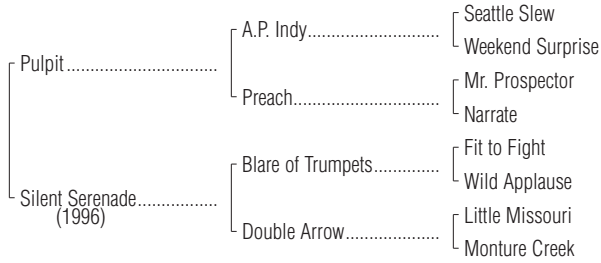 Seattle Slew
A.P. Indy............................
Weekend Surprise
Pulpit................................
Mr. Prospector
Preach...............................
Narrate
Fit to Fight
Blare of Trumpets..............
Wild Applause
Silent Serenade.................
(1996)
Little Missouri
Double Arrow....................
Monture Creek